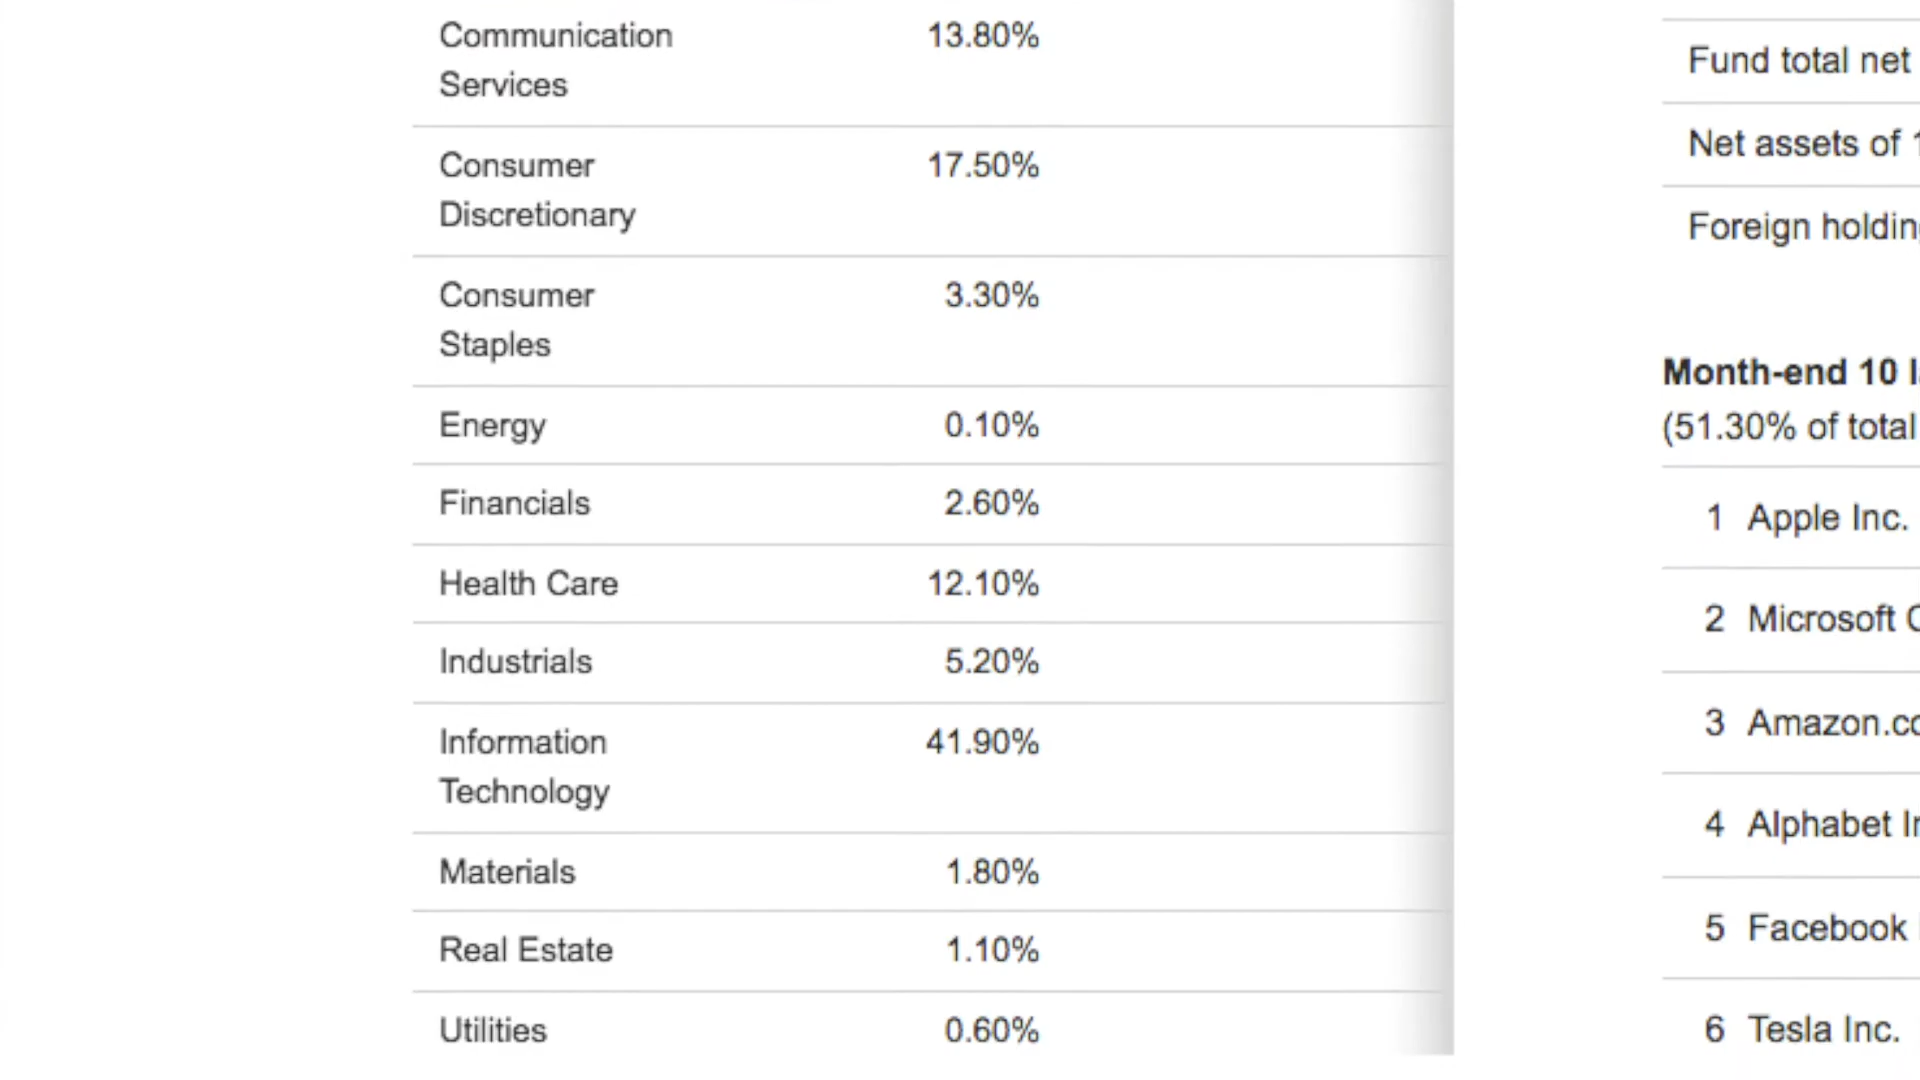 Communication 13.80%
Services
Consumer 17.50%
Discretionary
Consumer 3.30%
Staples
Energy 0.10%
Financials 2.60%
Health Care 12.10%
Industrials 5.20%
Information 41.90%
Technology
Materials 1.80%
Real Estate 1.10%
Utilities 0.60%
Fund total net
Net assets of
Foreign
Month-end 10
(51.30% of total
1 Apple Inc.
2 Microsoft
3
4 Alphabet
5 Facebook
6 Tesla Inc.